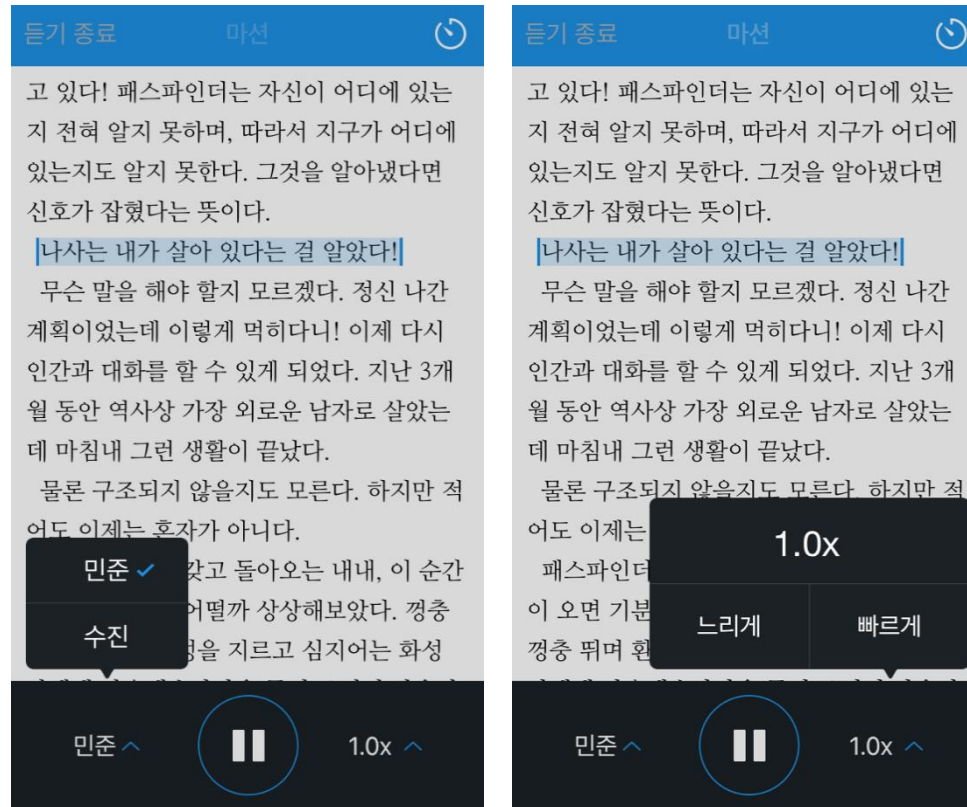 듣기 종료 마션
고 있다! 패스파인더는 자신이 어디에 있는
지 전혀 알지 못하며, 따라서 지구가 어디에
있는지도 알지 못한다. 그것을 알아냈다면
신호가 잡혔다는 뜻이다.
나사는 내가 살아 있다는 걸 알았다!
무슨 말을 해야 할지 모르겠다. 정신 나간
계획이었는데 이렇게 먹히다니! 이제 다시
인간과 대화를 할 수 있게 되었다. 지난 3개
월 동안 역사상 가장 외로운 남자로 살았는
데 마침내 그런 생활이 끝났다.
물론 구조되지 않을지도 모른다. 하지만 적
어도 이제는 혼자가 아니다.
갖고 돌아오는 내내, 이 순간
어떨까 상상해보았다. 껑충
지르고 심지어는 화성
민준
수진
민준 1.0x
듣기 종료 마션
고 있다! 패스파인더는 자신이 어디에 있는
지 전혀 알지 못하며, 따라서 지구가 어디에
있는지도 알지 못한다. 그것을 알아냈다면
신호가 잡혔다는 뜻이다.
나사는 내가 살아 있다는 걸 알았다!
무슨 말을 해야 할지 모르겠다. 정신 나간
계획이었는데 이렇게 먹히다니! 이제 다시
인간과 대화를 할 수 있게 되었다. 지난 3개
월 동안 역사상 가장 외로운 남자로 살았는
데 마침내 그런 생활이 끝났다.
물론 구조되지 않을지도 모른다. 하지만 적
어도 이제는
패스파인더
이 오면 기분
껑충 뛰며 환
1.0x
느리게 빠르게
민준 1.0x